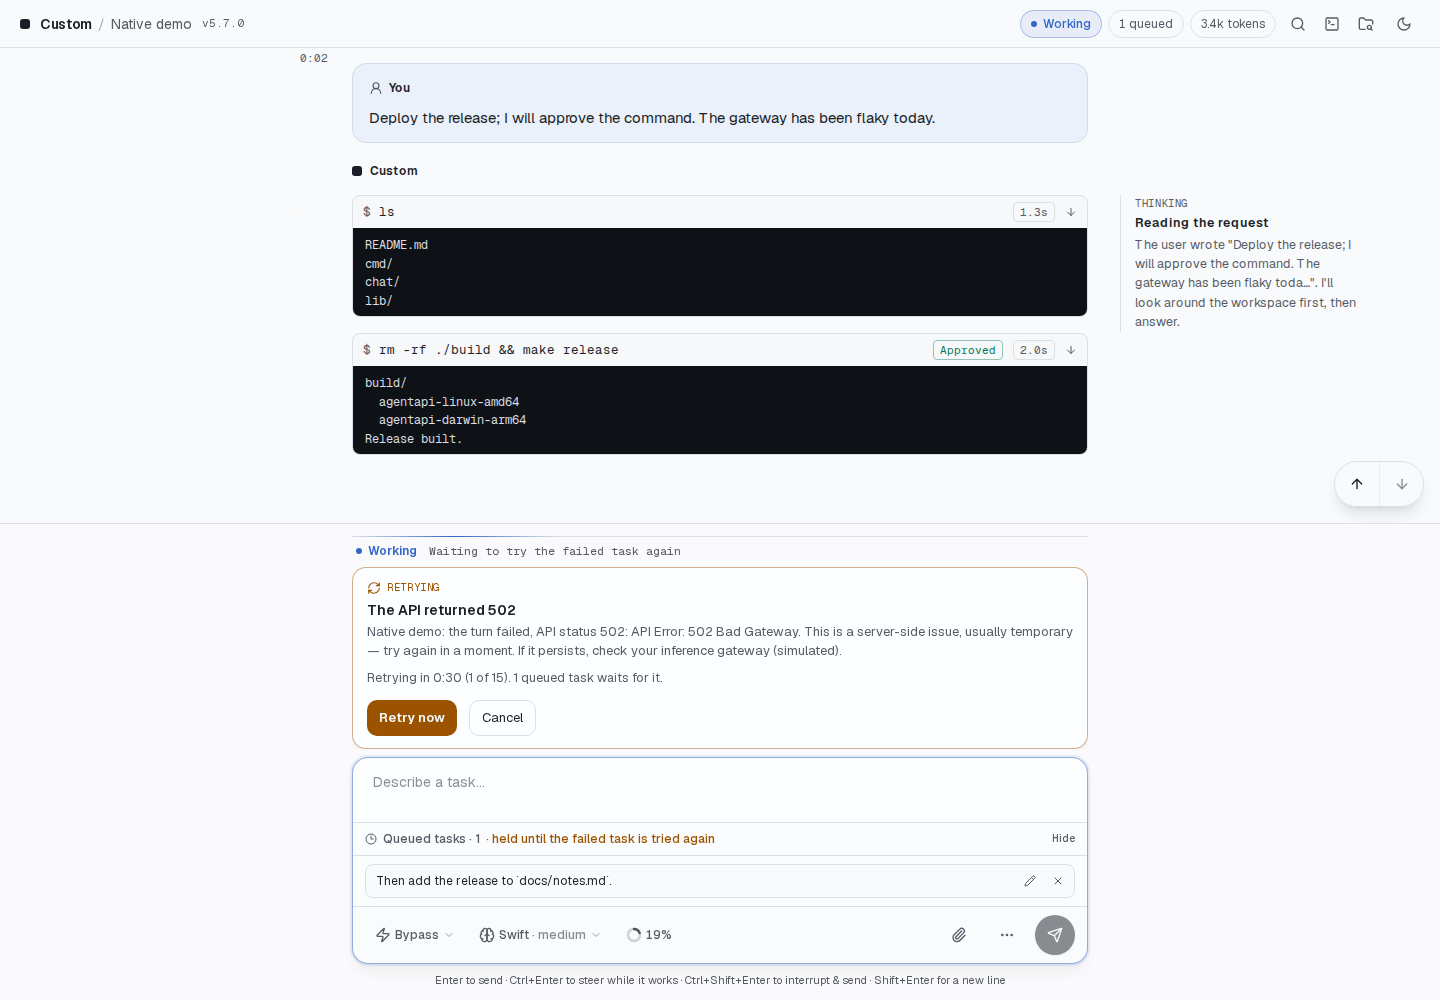 Custom / Native demo v5.7.0
Working
1 queued
3.4k tokens
0:02
You
Deploy the release; I will approve the command. The gateway has been flaky today.
Custom
$ ls
1.3s
README.md
cmd/
chat/
lib/
THINKING
Reading the request
The user wrote "Deploy the release; I
will approve the command. The
gateway has been flaky toda…". I'll
look around the workspace first, then
answer.
$ rm -rf ./build && make release
Approved
2.0s
build/
agentapi-linux-amd64
agentapi-darwin-arm64
Release built.
Working Waiting to try the failed task again
RETRYING
The API returned 502
Native demo: the turn failed, API status 502: API Error: 502 Bad Gateway. This is a server-side issue, usually temporary
— try again in a moment. If it persists, check your inference gateway (simulated).
Retrying in 0:30 (1 of 15). 1 queued task waits for it.
Retry now
Cancel
Describe a task…
Queued tasks · 1 · held until the failed task is tried again
Hide
Then add the release to `docs/notes.md`.
Bypass
Swift · medium
19%
Enter to send · Ctrl+Enter to steer while it works · Ctrl+Shift+Enter to interrupt & send · Shift+Enter for a new line